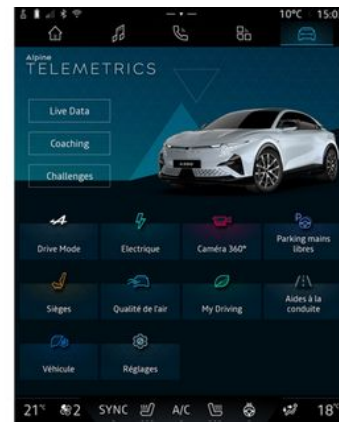 10°C 15:0
Alpine
TELEMETRICS
Live Data
Coaching
Challenges
Drive Mode
Electrique
Caméra 360°
Parking mains
libres
Sièges
Qualité de l'air
My Driving
Aides à la
conduite
Véhicule
Réglages
21° 2 SYNC A/C 18°